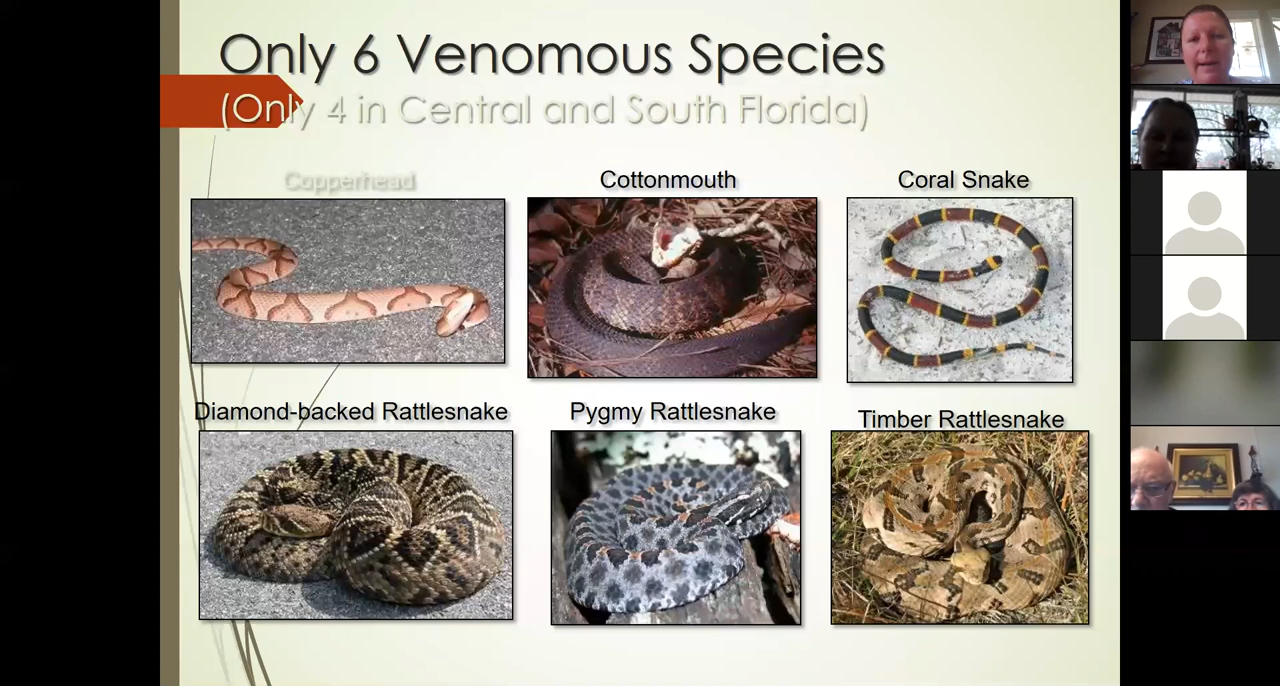 Only 6 Venomous Species
(Only 4 in Central and South Florida)
Copperhead
Cottonmouth
Coral Snake
Diamond-backed Rattlesnake
Pygmy Rattlesnake
Timber Rattlesnake